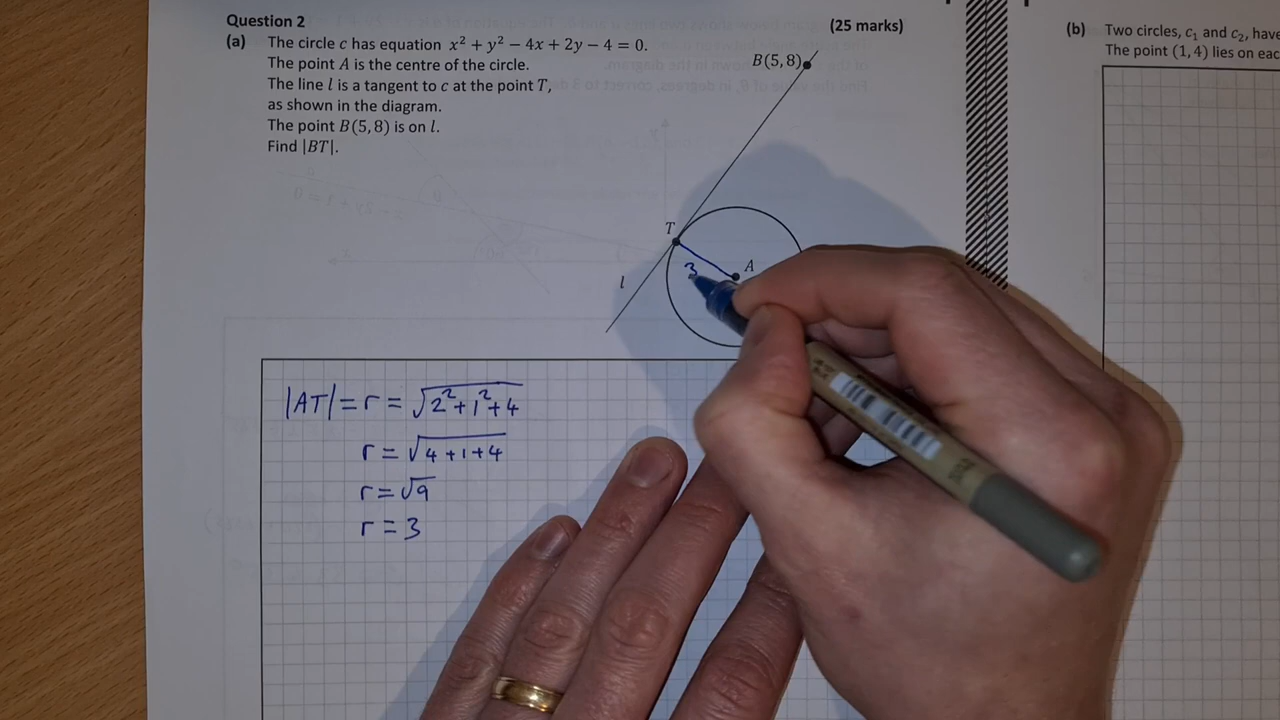 Question 2
(25 marks)
(a) The circle c has equation x² + y² − 4x + 2y − 4 = 0.
The point A is the centre of the circle.
The line l is a tangent to c at the point T,
as shown in the diagram.
The point B(5,8) is on l.
Find |BT|.
B(5,8)
T
A
l
3
|AT| = r = √2²+1²+4
r = √4+1+4
r = √9
r = 3
(b) Two circles, c₁ and c₂, have
The point (1, 4) lies on eac